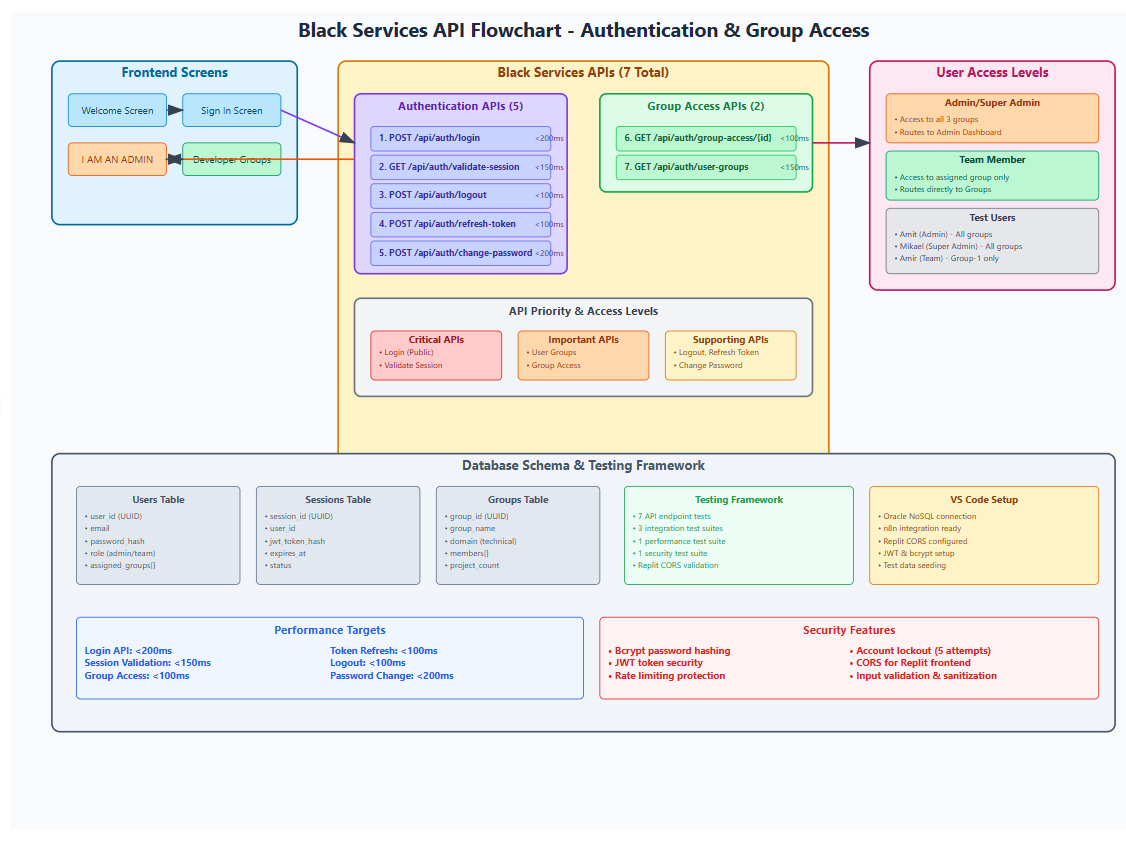 Black Services API Flowchart - Authentication & Group Access
Frontend Screens
Welcome Screen
Sign In Screen
I AM AN ADMIN
Developer Groups
Black Services APIs (7 Total)
Authentication APIs (5)
1. POST /api/auth/login <200ms
2. GET /api/auth/validate-session <150ms
3. POST /api/auth/logout <100ms
4. POST /api/auth/refresh-token <100ms
5. POST /api/auth/change-password <200ms
Group Access APIs (2)
6. GET /api/auth/group-access/{id} <100ms
7. GET /api/auth/user-groups <150ms
API Priority & Access Levels
Critical APIs
• Login (Public)
• Validate Session
Important APIs
• User Groups
• Group Access
Supporting APIs
• Logout, Refresh Token
• Change Password
User Access Levels
Admin/Super Admin
• Access to all 3 groups
• Routes to Admin Dashboard
Team Member
• Access to assigned group only
• Routes directly to Groups
Test Users
• Amit (Admin) - All groups
• Mikael (Super Admin) - All groups
• Amir (Team) - Group-1 only
Database Schema & Testing Framework
Users Table
• user_id (UUID)
• email
• password_hash
• role (admin/team)
• assigned_groups[]
Sessions Table
• session_id (UUID)
• user_id
• jwt_token_hash
• expires_at
• status
Groups Table
• group_id (UUID)
• group_name
• domain (technical)
• members[]
• project_count
Testing Framework
• 7 API endpoint tests
• 3 integration test suites
• 1 performance test suite
• 1 security test suite
• Replit CORS validation
VS Code Setup
• Oracle NoSQL connection
• n8n integration ready
• Replit CORS configured
• JWT & bcrypt setup
• Test data seeding
Performance Targets
Login API: <200ms
Session Validation: <150ms
Group Access: <100ms
Token Refresh: <100ms
Logout: <100ms
Password Change: <200ms
Security Features
• Bcrypt password hashing
• JWT token security
• Rate limiting protection
• Account lockout (5 attempts)
• CORS for Replit frontend
• Input validation & sanitization